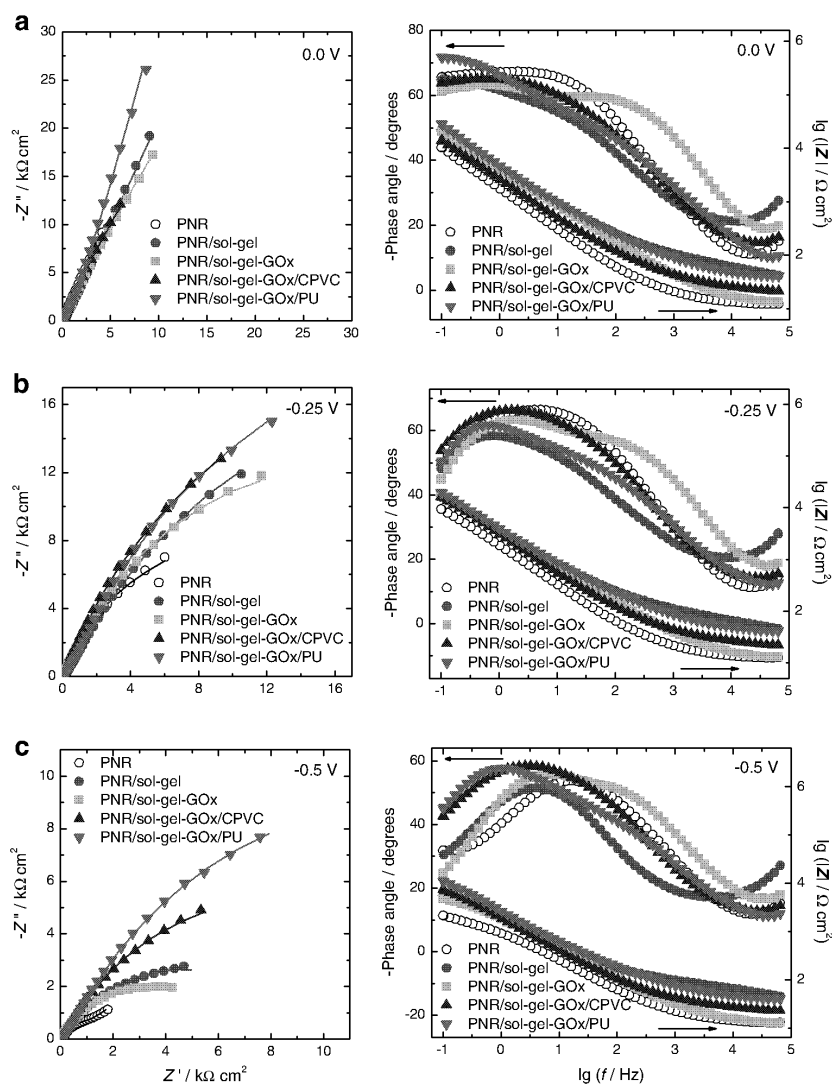 a
0.0 V
-Z" / kΩ cm²
30
25
20
15
10
5
0
PNR
PNR/sol-gel
PNR/sol-gel-GOx
PNR/sol-gel-GOx/CPVC
PNR/sol-gel-GOx/PU
0 5 10 15 20 25 30
0.0 V
-Phase angle / degrees
80
60
40
20
0
PNR
PNR/sol-gel
PNR/sol-gel-GOx
PNR/sol-gel-GOx/CPVC
PNR/sol-gel-GOx/PU
-1 0 1 2 3 4 5
6
4
2
lg (|Z| / Ω cm²)
b
-0.25 V
-Z" / kΩ cm²
16
12
8
4
0
PNR
PNR/sol-gel
PNR/sol-gel-GOx
PNR/sol-gel-GOx/CPVC
PNR/sol-gel-GOx/PU
0 4 8 12 16
-0.25 V
-Phase angle / degrees
60
40
20
0
PNR
PNR/sol-gel
PNR/sol-gel-GOx
PNR/sol-gel-GOx/CPVC
PNR/sol-gel-GOx/PU
-1 0 1 2 3 4 5
6
4
2
lg (|Z| / Ω cm²)
c
-0.5 V
-Z" / kΩ cm²
10
8
6
4
2
0
PNR
PNR/sol-gel
PNR/sol-gel-GOx
PNR/sol-gel-GOx/CPVC
PNR/sol-gel-GOx/PU
0 2 4 6 8 10
Z' / kΩ cm²
-0.5 V
-Phase angle / degrees
60
40
20
0
-20
PNR
PNR/sol-gel
PNR/sol-gel-GOx
PNR/sol-gel-GOx/CPVC
PNR/sol-gel-GOx/PU
-1 0 1 2 3 4 5
lg (f / Hz)
6
4
2
lg (|Z| / Ω cm²)